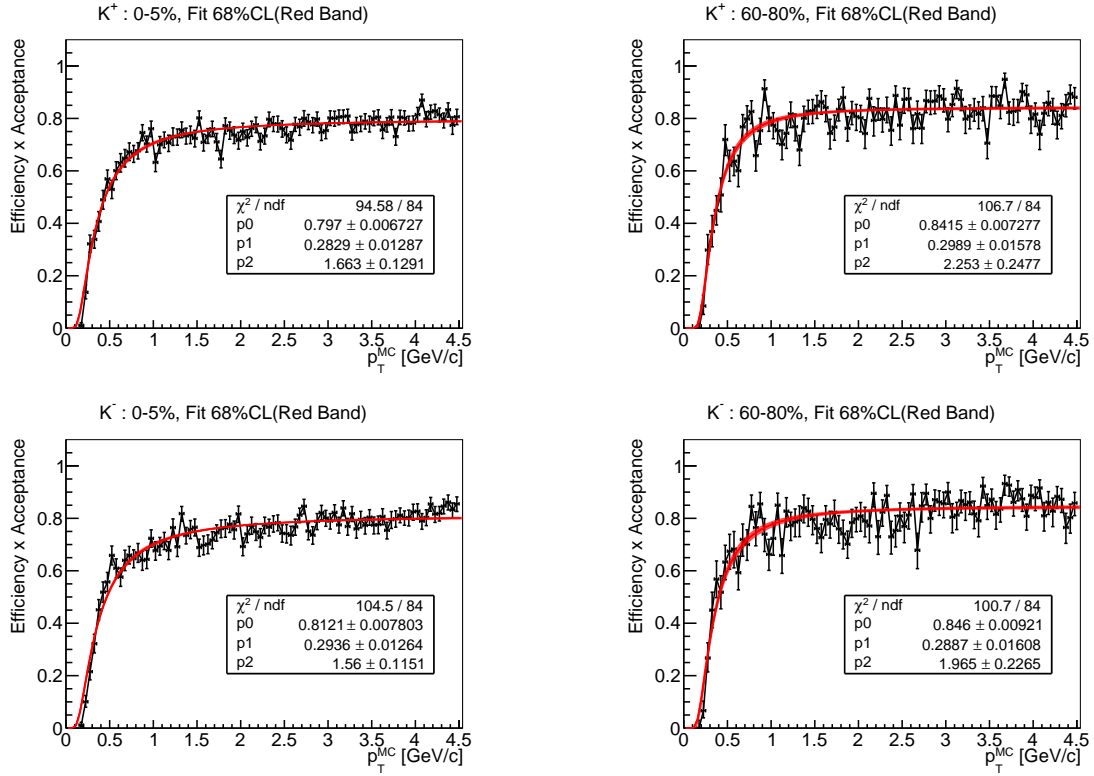 K+ : 0-5%, Fit 68%CL(Red Band)
Efficiency x Acceptance
1
0.8
0.6
0.4
0.2
0
χ2 / ndf 94.58 / 84
p0 0.797 ± 0.006727
p1 0.2829 ± 0.01287
p2 1.663 ± 0.1291
0 0.5 1 1.5 2 2.5 3 3.5 4 4.5
pTMC [GeV/c]
K+ : 60-80%, Fit 68%CL(Red Band)
Efficiency x Acceptance
1
0.8
0.6
0.4
0.2
0
χ2 / ndf 106.7 / 84
p0 0.8415 ± 0.007277
p1 0.2989 ± 0.01578
p2 2.253 ± 0.2477
0 0.5 1 1.5 2 2.5 3 3.5 4 4.5
pTMC [GeV/c]
K- : 0-5%, Fit 68%CL(Red Band)
Efficiency x Acceptance
1
0.8
0.6
0.4
0.2
0
χ2 / ndf 104.5 / 84
p0 0.8121 ± 0.007803
p1 0.2936 ± 0.01264
p2 1.56 ± 0.1151
0 0.5 1 1.5 2 2.5 3 3.5 4 4.5
pTMC [GeV/c]
K- : 60-80%, Fit 68%CL(Red Band)
Efficiency x Acceptance
1
0.8
0.6
0.4
0.2
0
χ2 / ndf 100.7 / 84
p0 0.846 ± 0.00921
p1 0.2887 ± 0.01608
p2 1.965 ± 0.2265
0 0.5 1 1.5 2 2.5 3 3.5 4 4.5
pTMC [GeV/c]